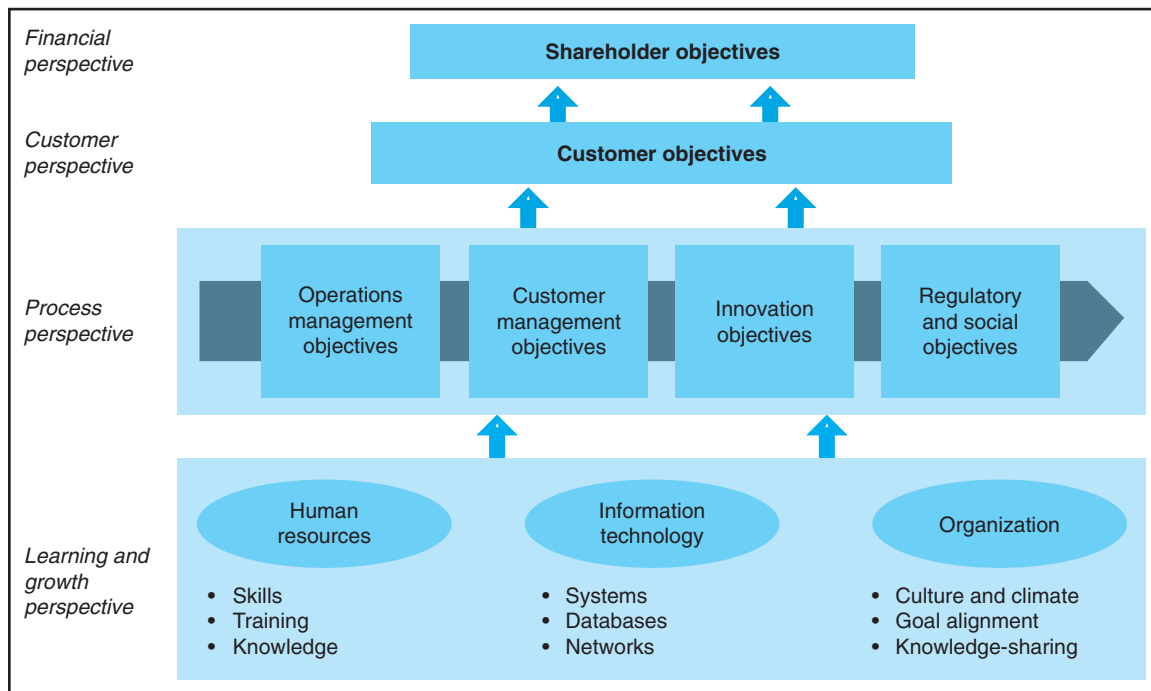 Financial
perspective
Shareholder objectives
Customer
perspective
Customer objectives
Process
perspective
Operations
management
objectives
Customer
management
objectives
Innovation
objectives
Regulatory
and social
objectives
Learning and
growth
perspective
Human
resources
• Skills
• Training
• Knowledge
Information
technology
• Systems
• Databases
• Networks
Organization
• Culture and climate
• Goal alignment
• Knowledge-sharing